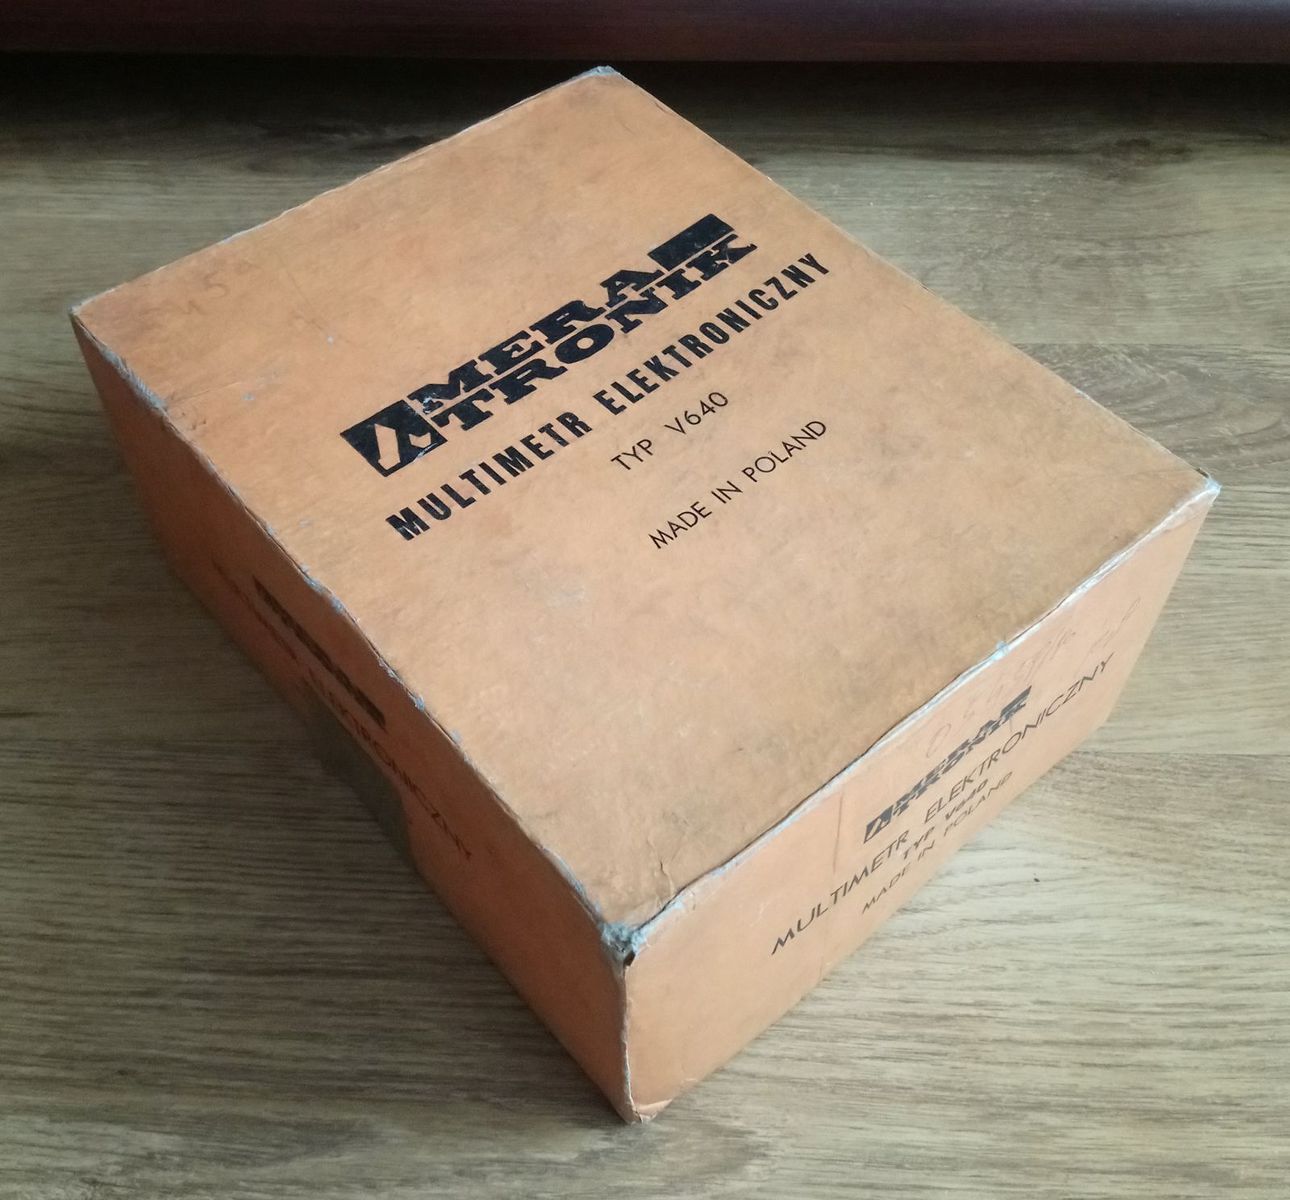 MERA
TRONIK
MULTIMETR ELEKTRONICZNY
TYP V640
MADE IN POLAND
MERA
TRONIK
MULTIMETR ELEKTRONICZNY
TYP V640
MADE IN POLAND